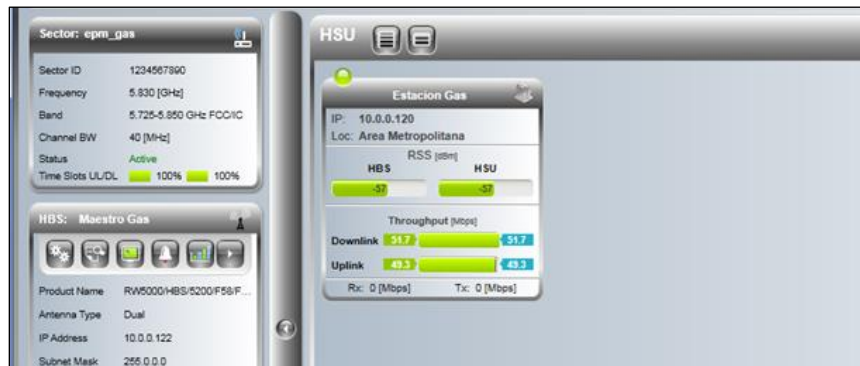 Sector: epm_gas
Sector ID 1234567890
Frequency 5.830 [GHz]
Band 5.725-5.850 GHz FCC/IC
Channel BW 40 [MHz]
Status Active
Time Slots UL/DL 100% 100%
HBS: Maestro Gas
Product Name RW5000/HBS/5200/F58/F...
Antenna Type Dual
IP Address 10.0.0.122
Subnet Mask 255.0.0.0
HSU
Estacion Gas
IP: 10.0.0.120
Loc: Area Metropolitana
RSS [dBm]
HBS HSU
-57 -57
Throughput [Mbps]
Downlink 51.7 51.7
Uplink 49.3 49.3
Rx: 0 [Mbps] Tx: 0 [Mbps]